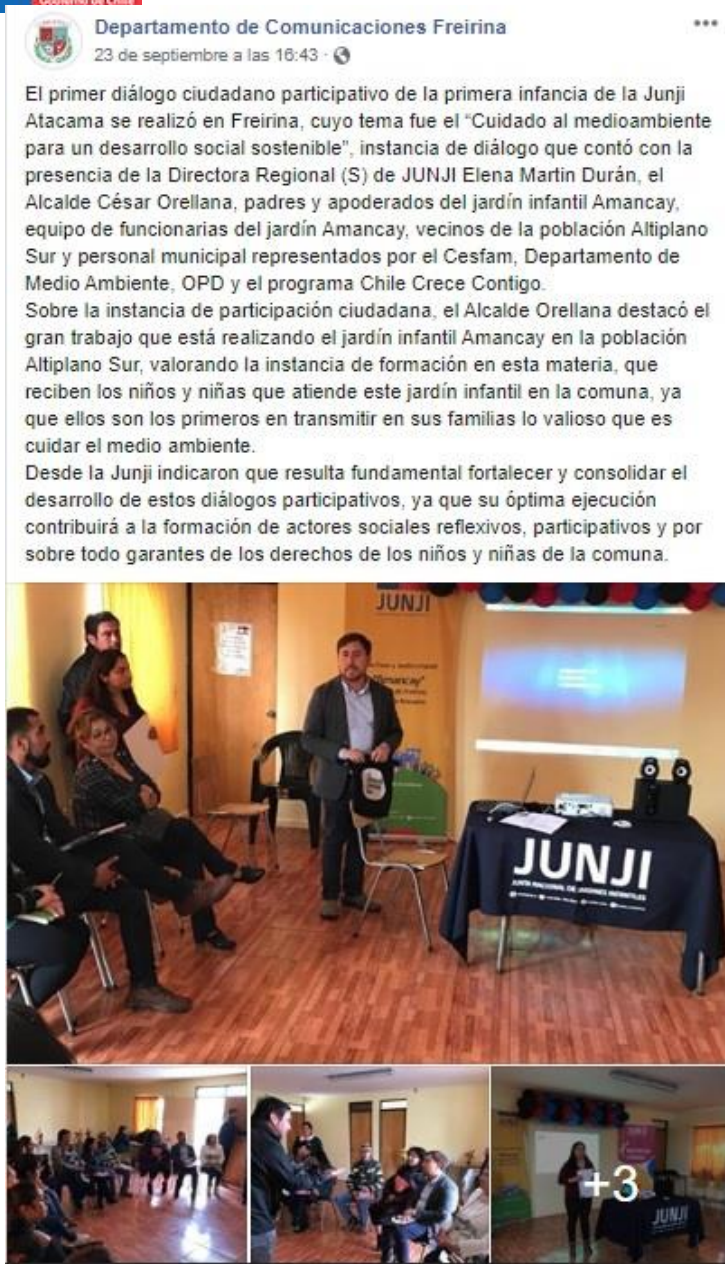 Gobierno de Chile
Departamento de Comunicaciones Freirina
23 de septiembre a las 16:43 ·
El primer diálogo ciudadano participativo de la primera infancia de la Junji
Atacama se realizó en Freirina, cuyo tema fue el “Cuidado al medioambiente
para un desarrollo social sostenible”, instancia de diálogo que contó con la
presencia de la Directora Regional (S) de JUNJI Elena Martin Durán, el
Alcalde César Orellana, padres y apoderados del jardín infantil Amancay,
equipo de funcionarias del jardín Amancay, vecinos de la población Altiplano
Sur y personal municipal representados por el Cesfam, Departamento de
Medio Ambiente, OPD y el programa Chile Crece Contigo.
Sobre la instancia de participación ciudadana, el Alcalde Orellana destacó el
gran trabajo que está realizando el jardín infantil Amancay en la población
Altiplano Sur, valorando la instancia de formación en esta materia, que
reciben los niños y niñas que atiende este jardín infantil en la comuna, ya
que ellos son los primeros en transmitir en sus familias lo valioso que es
cuidar el medio ambiente.
Desde la Junji indicaron que resulta fundamental fortalecer y consolidar el
desarrollo de estos diálogos participativos, ya que su óptima ejecución
contribuirá a la formación de actores sociales reflexivos, participativos y por
sobre todo garantes de los derechos de los niños y niñas de la comuna.
JUNJI
"Amancay"
JUNJI
JUNTA NACIONAL DE JARDINES INFANTILES
+3
JUNJI